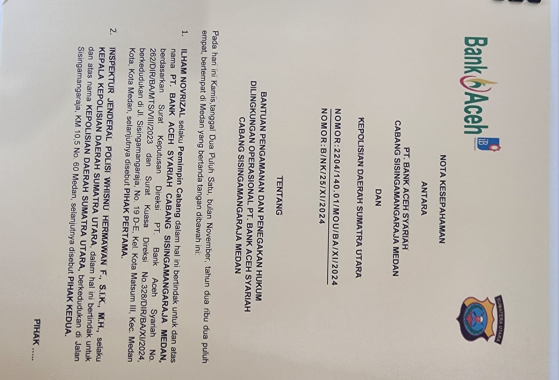 Bank Aceh
SUMATERA UTARA
NOTA KESEPAHAMAN
ANTARA
PT. BANK ACEH SYARIAH
CABANG SISINGAMANGARAJA MEDAN
DAN
KEPOLISIAN DAERAH SUMATRA UTARA
NOMOR:2204/140.01/MOU/BA/XI/2024
NOMOR:B/NK/25/XI/2024
TENTANG
BANTUAN PENGAMANAN DAN PENEGAKAN HUKUM
DILINGKUNGAN OPERASIONAL PT. BANK ACEH SYARIAH
CABANG SISINGAMANGARAJA MEDAN
Pada hari ini Kamis tanggal Dua Puluh Satu, bulan November, tahun dua ribu dua puluh
empat, bertempat di Medan yang bertanda tangan dibawah ini:
1. ILHAM NOVRIZAL, selaku Pemimpin Cabang dalam hal ini bertindak untuk dan atas
nama PT. BANK ACEH SYARIAH CABANG SISINGAMANGARAJA MEDAN,
berdasarkan Surat Keputusan Direksi PT. Bank Aceh Syariah No.
262/DIR/BA/MTS/VII/2023 dan Surat Kuasa Direksi No.328/DIR/BA/XI/2024,
berkedudukan di Jl. Sisingamangaraja, No. 19 D-E, Kel. Kota Matsum III, Kec. Medan
Kota, Kota Medan, selanjutnya disebut PIHAK PERTAMA.
2. INSPEKTUR JENDERAL POLISI WHISNU HERMAWAN F., S.I.K., M.H., selaku
KEPALA KEPOLISIAN DAERAH SUMATRA UTARA, dalam hal ini bertindak untuk
dan atas nama KEPOLISIAN DAERAH SUMATRA UTARA, berkedudukan di Jalan
Sisingamangaraja, KM 10,5 No. 60 Medan, selanjutnya disebut PIHAK KEDUA.
PIHAK .....